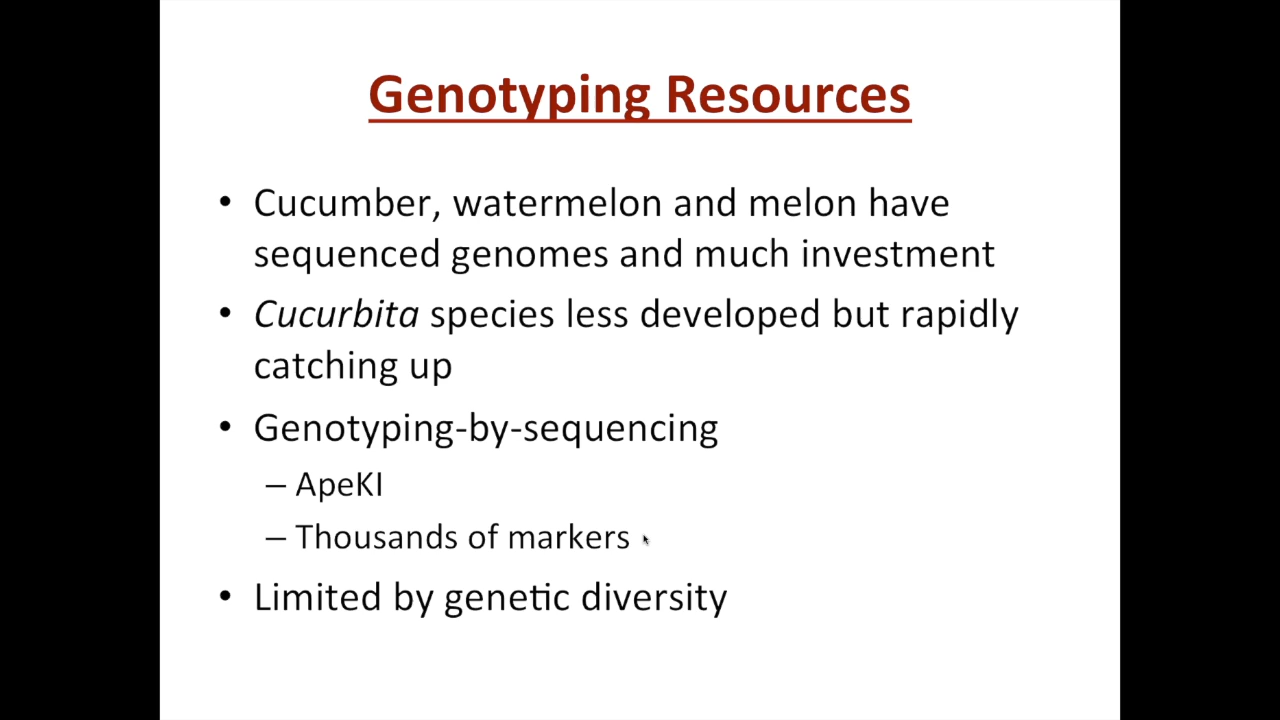 Genotyping Resources
• Cucumber, watermelon and melon have
sequenced genomes and much investment
• Cucurbita species less developed but rapidly
catching up
• Genotyping-by-sequencing
– ApeKI
– Thousands of markers
• Limited by genetic diversity